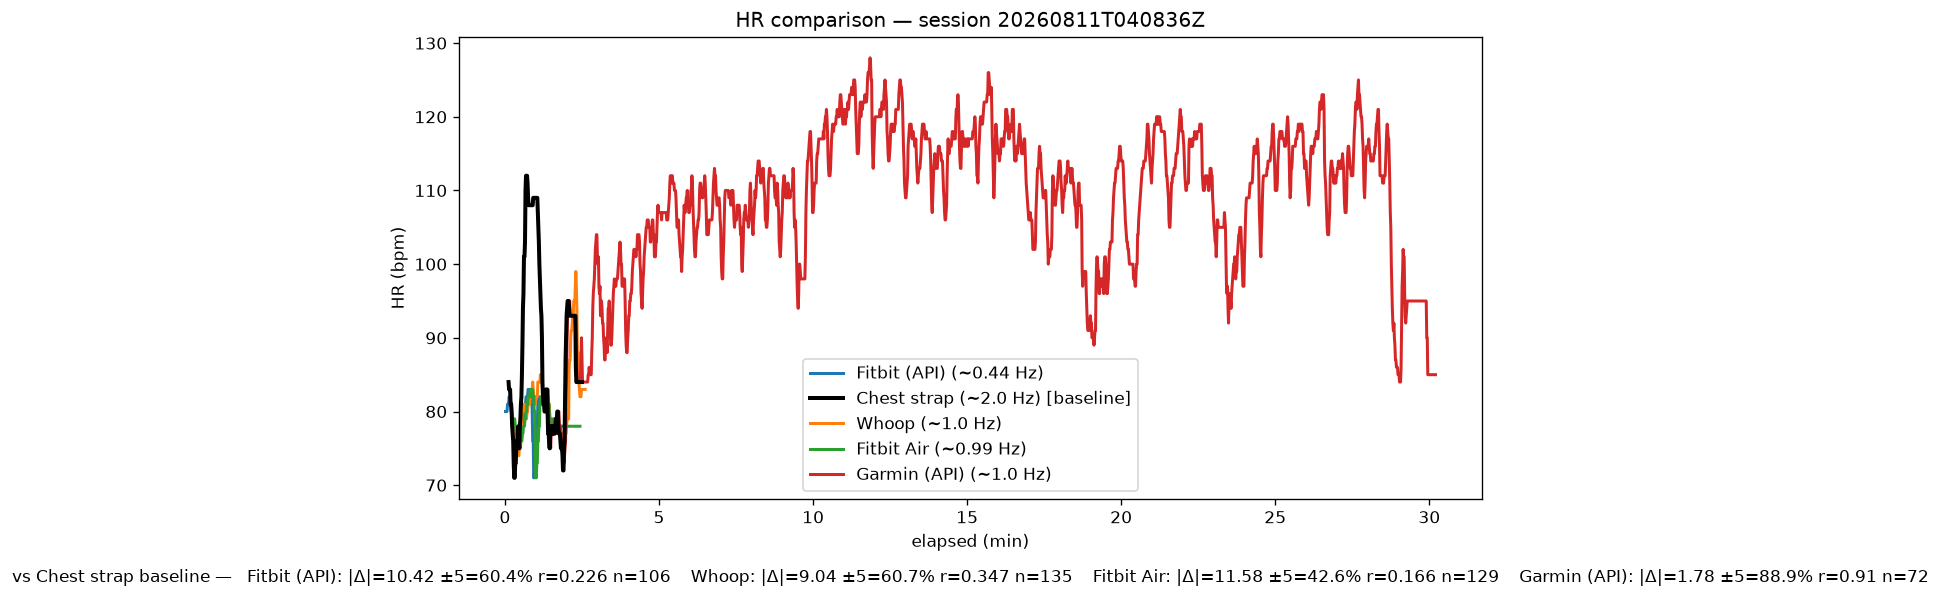 HR comparison — session 20260811T040836Z
130
120
110
100
90
80
70
HR (bpm)
Fitbit (API) (~0.44 Hz)
Chest strap (~2.0 Hz) [baseline]
Whoop (~1.0 Hz)
Fitbit Air (~0.99 Hz)
Garmin (API) (~1.0 Hz)
0 5 10 15 20 25 30
elapsed (min)
vs Chest strap baseline — Fitbit (API): |Δ|=10.42 ±5=60.4% r=0.226 n=106 Whoop: |Δ|=9.04 ±5=60.7% r=0.347 n=135 Fitbit Air: |Δ|=11.58 ±5=42.6% r=0.166 n=129 Garmin (API): |Δ|=1.78 ±5=88.9% r=0.91 n=72